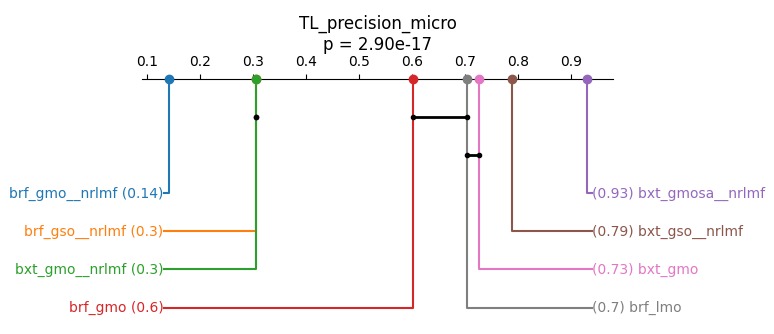 TL_precision_micro
p = 2.90e-17
0.1 0.2 0.3 0.4 0.5 0.6 0.7 0.8 0.9
brf_gmo__nrlmf (0.14) (0.93) bxt_gmosa__nrlmf
brf_gso__nrlmf (0.3) (0.79) bxt_gso__nrlmf
bxt_gmo__nrlmf (0.3) (0.73) bxt_gmo
brf_gmo (0.6) (0.7) brf_lmo